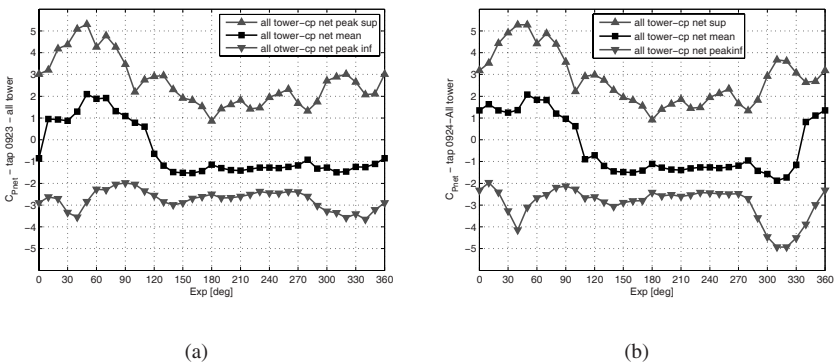 5
4
3
2
1
0
−1
−2
−3
−4
−5
C_Pnet − tap 0923 − all tower
all tower−cp net peak sup
all tower−cp net mean
all otwer−cp net peak inf
0 30 60 90 120 150 180 210 240 270 300 330 360
Exp [deg]
(a)
5
4
3
2
1
0
−1
−2
−3
−4
−5
C_Pnet − tap 0924−All tower
all tower−cp net sup
all tower−cp net mean
all tower−cp net peakinf
0 30 60 90 120 150 180 210 240 270 300 330 360
Exp [deg]
(b)